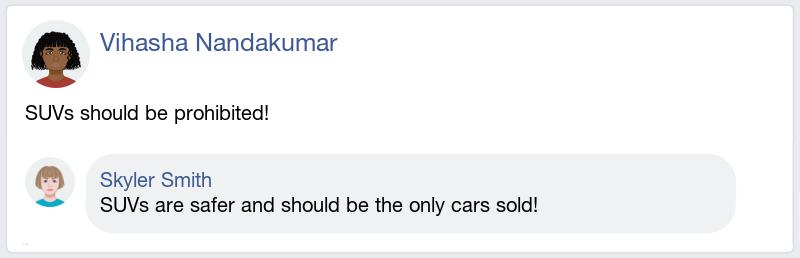 Vihasha Nandakumar
SUVs should be prohibited!
Skyler Smith
SUVs are safer and should be the only cars sold!